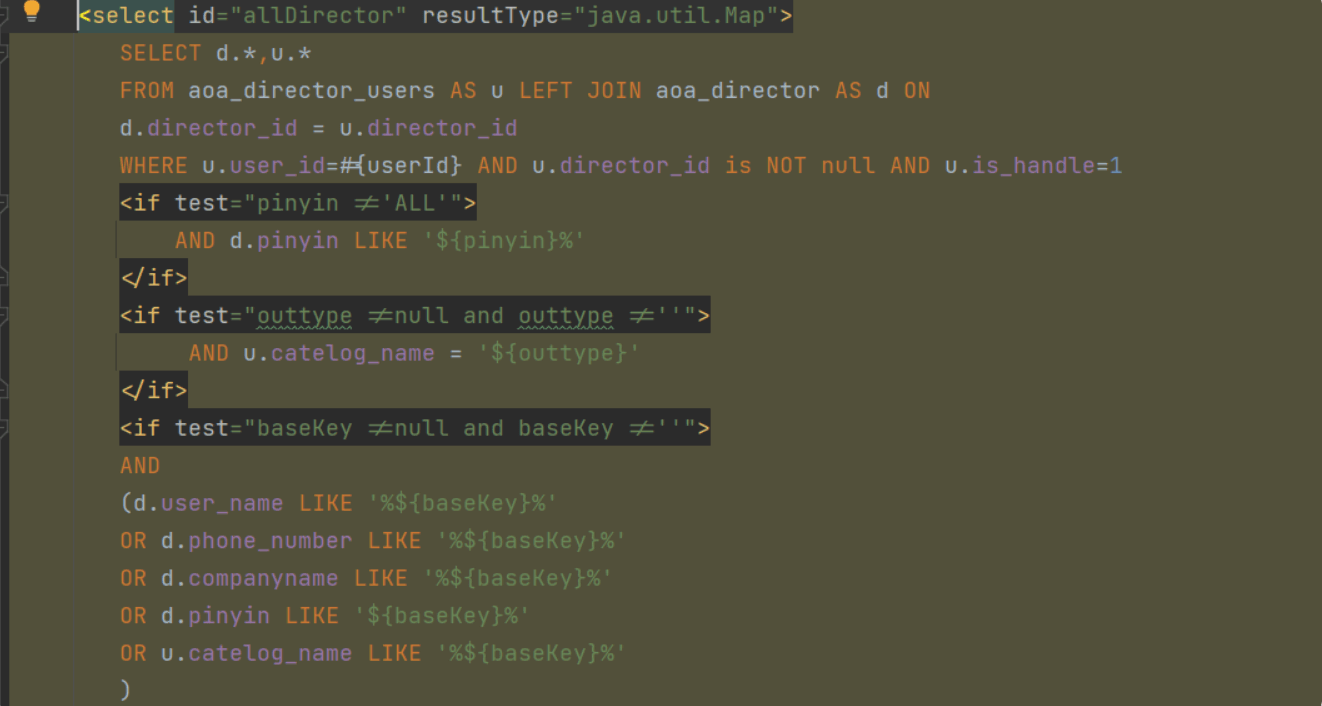 <select id="allDirector" resultType="java.util.Map">
SELECT d.*,u.*
FROM aoa_director_users AS u LEFT JOIN aoa_director AS d ON
d.director_id = u.director_id
WHERE u.user_id=#{userId} AND u.director_id is NOT null AND u.is_handle=1
<if test="pinyin !='ALL'">
AND d.pinyin LIKE '${pinyin}%'
</if>
<if test="outtype !=null and outtype !=''">
AND u.catelog_name = '${outtype}'
</if>
<if test="baseKey !=null and baseKey !=''">
AND
(d.user_name LIKE '%${baseKey}%'
OR d.phone_number LIKE '%${baseKey}%'
OR d.companyname LIKE '%${baseKey}%'
OR d.pinyin LIKE '${baseKey}%'
OR u.catelog_name LIKE '%${baseKey}%'
)